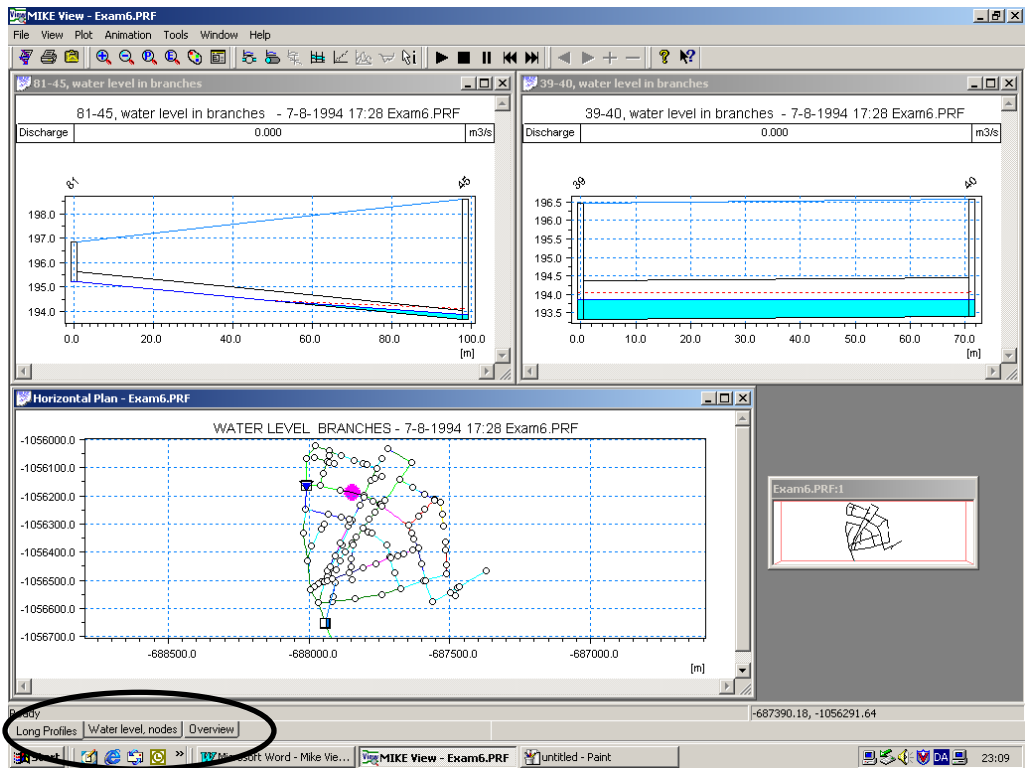 MIKE View - Exam6.PRF
File View Plot Animation Tools Window Help
81-45, water level in branches
81-45, water level in branches - 7-8-1994 17:28 Exam6.PRF
Discharge 0.000 m3/s
81 45
198.0
197.0
196.0
195.0
194.0
0.0 20.0 40.0 60.0 80.0 100.0
[m]
39-40, water level in branches
39-40, water level in branches - 7-8-1994 17:28 Exam6.PRF
Discharge 0.000 m3/s
39 40
196.5
196.0
195.5
195.0
194.5
194.0
193.5
0.0 10.0 20.0 30.0 40.0 50.0 60.0 70.0
[m]
Horizontal Plan - Exam6.PRF
WATER LEVEL BRANCHES - 7-8-1994 17:28 Exam6.PRF
-1056000.0
-1056100.0
-1056200.0
-1056300.0
-1056400.0
-1056500.0
-1056600.0
-1056700.0
-688500.0 -688000.0 -687500.0 -687000.0
[m]
Exam6.PRF:1
Ready
-687390.18, -1056291.64
Long Profiles Water level, nodes Overview
Start » Microsoft Word - Mike Vie... MIKE View - Exam6.PRF untitled - Paint DA 23:09